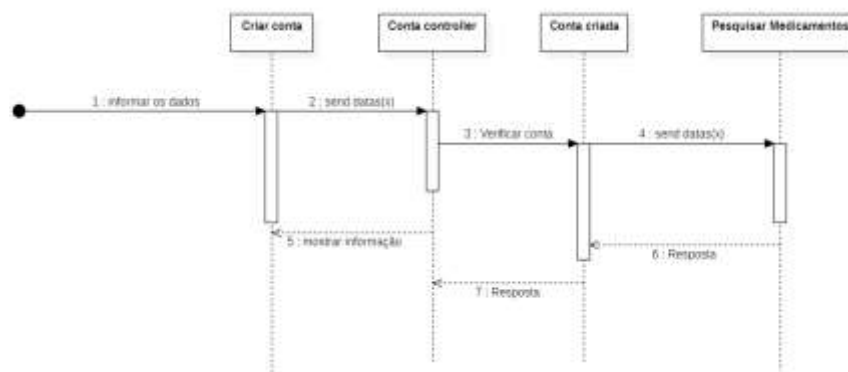 Criar conta
Conta controller
Conta criada
Pesquisar Medicamentos
1 : informar os dados
2 : send datas(x)
3 : Verificar conta
4 : send datas(x)
5 : mostrar informação
6 : Resposta
7 : Resposta